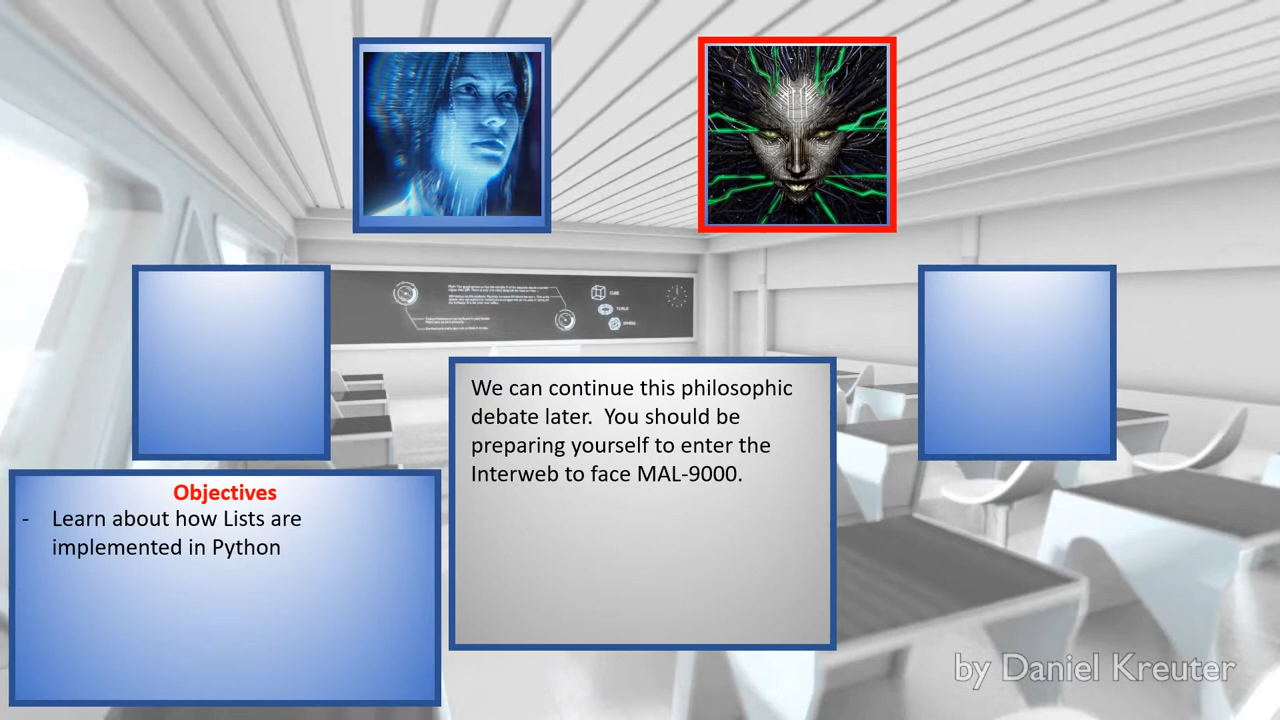 We can continue this philosophic
debate later.  You should be
preparing yourself to enter the
Interweb to face MAL-9000.
Objectives
- Learn about how Lists are
implemented in Python
by Daniel Kreuter